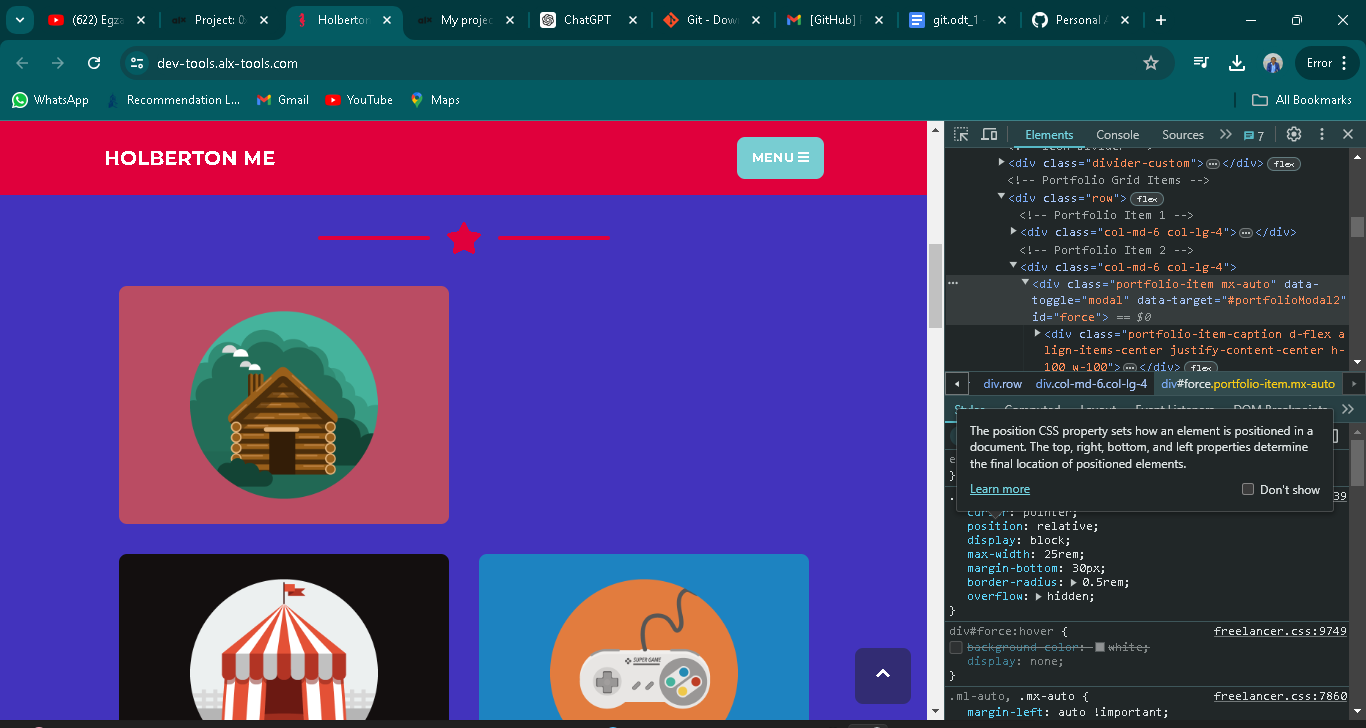 (622) Egza
Project: 0
Holberton
My projec
ChatGPT
Git - Dow
[GitHub]
git.odt_1
Personal
dev-tools.alx-tools.com
Error
WhatsApp
Recommendation L...
Gmail
YouTube
Maps
All Bookmarks
HOLBERTON ME
MENU
SUPER GAME
Elements
Console
Sources
7
<div class="divider-custom"> </div> flex
<!-- Portfolio Grid Items -->
<div class="row"> flex
<!-- Portfolio Item 1 -->
<div class="col-md-6 col-lg-4"> </div>
<!-- Portfolio Item 2 -->
<div class="col-md-6 col-lg-4">
<div class="portfolio-item mx-auto" data-
toggle="modal" data-target="#portfolioModal2"
id="force"> == $0
<div class="portfolio-item-caption d-flex a
lign-items-center justify-content-center h-
100 w-100"> </div> flex
div.row
div.col-md-6.col-lg-4
div#force.portfolio-item.mx-auto
The position CSS property sets how an element is positioned in a
document. The top, right, bottom, and left properties determine
the final location of positioned elements.
Learn more
Don't show
39
cursor: pointer;
position: relative;
display: block;
max-width: 25rem;
margin-bottom: 30px;
border-radius: 0.5rem;
overflow: hidden;
}
div#force:hover {
freelancer.css:9749
background-color: white;
display: none;
}
.ml-auto, .mx-auto {
freelancer.css:7860
margin-left: auto !important;